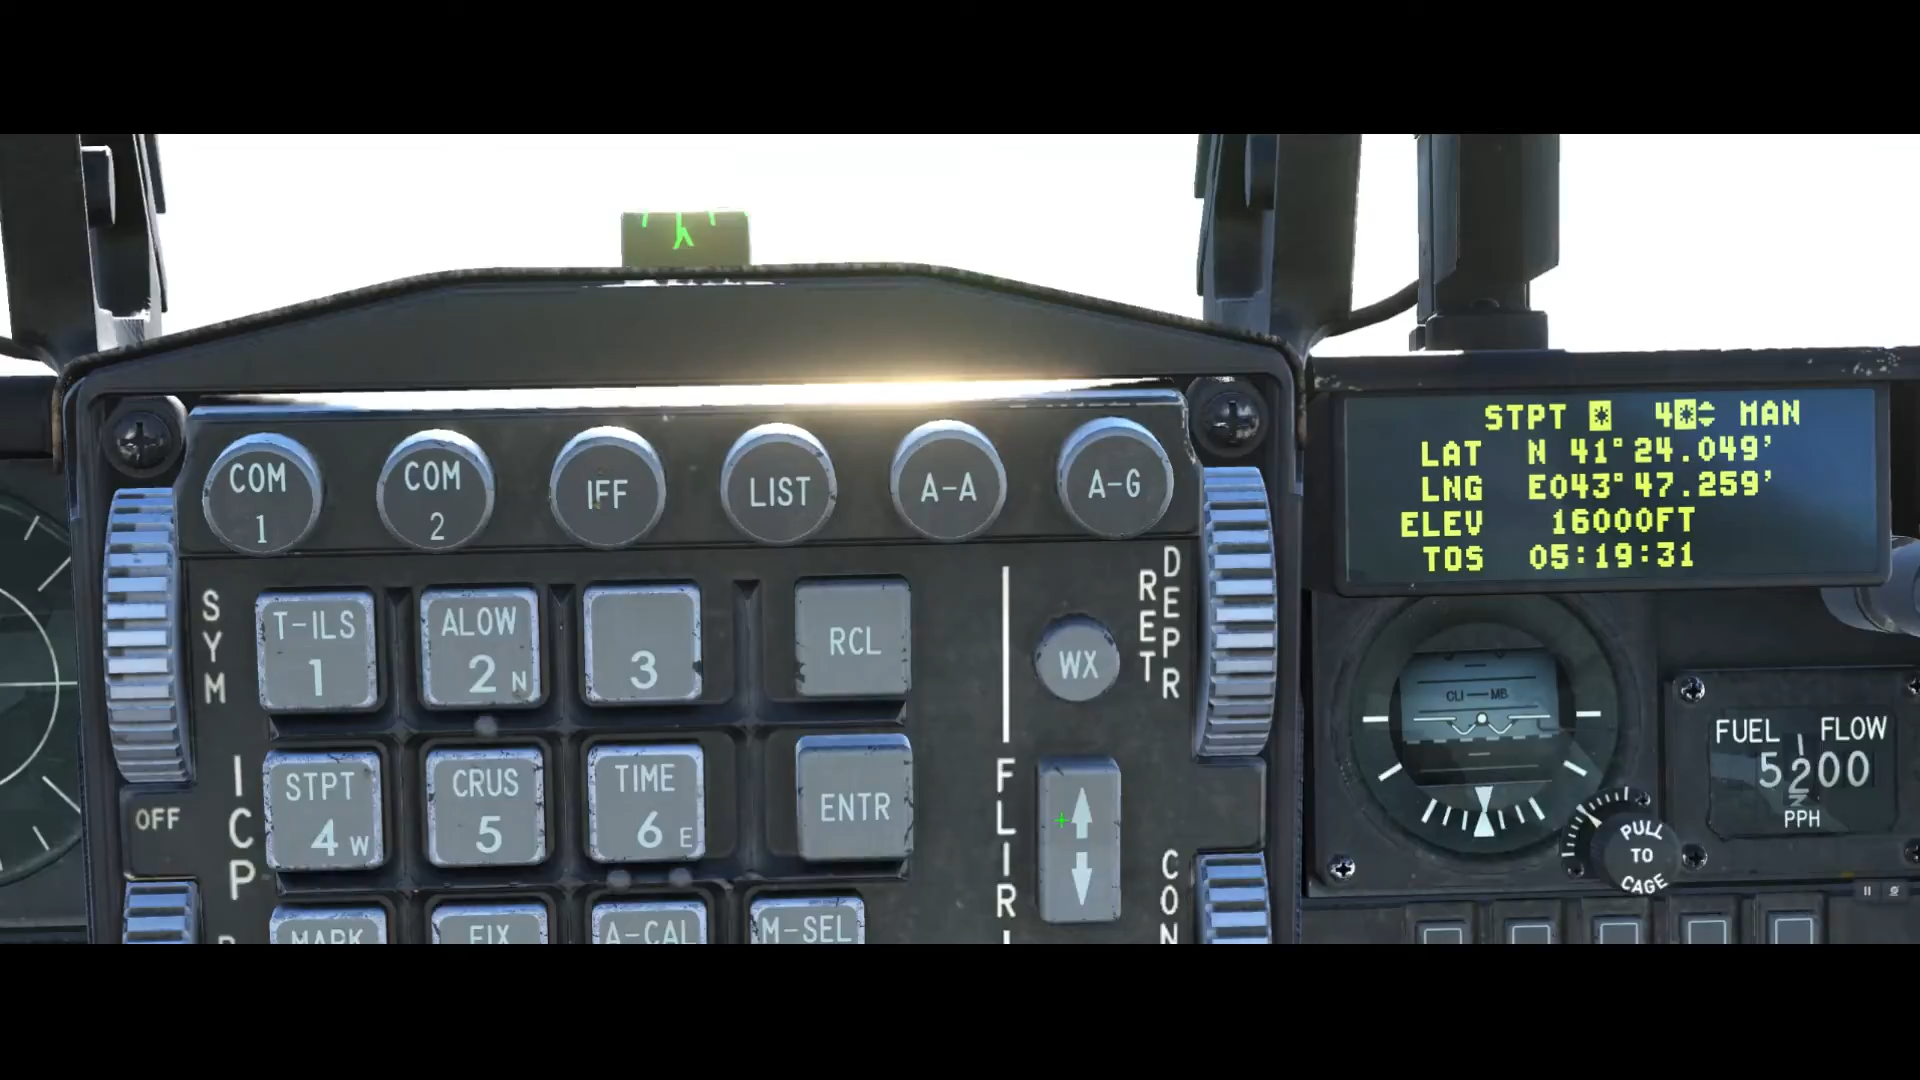 COM 1
COM 2
IFF
LIST
A-A
A-G
STPT * 4*÷ MAN
LAT N 41°24.049'
LNG E043°47.259'
ELEV 16000FT
TOS 05:19:31
SYM
T-ILS 1
ALOW 2 N
3
RCL
WX
RET
DEPR
OFF
ICP
STPT 4 W
CRUS 5
TIME 6 E
ENTR
FLIR
MARK
FIX
A-CAL
M-SEL
CON
CLI MB
PULL
TO
CAGE
FUEL FLOW
5200
PPH